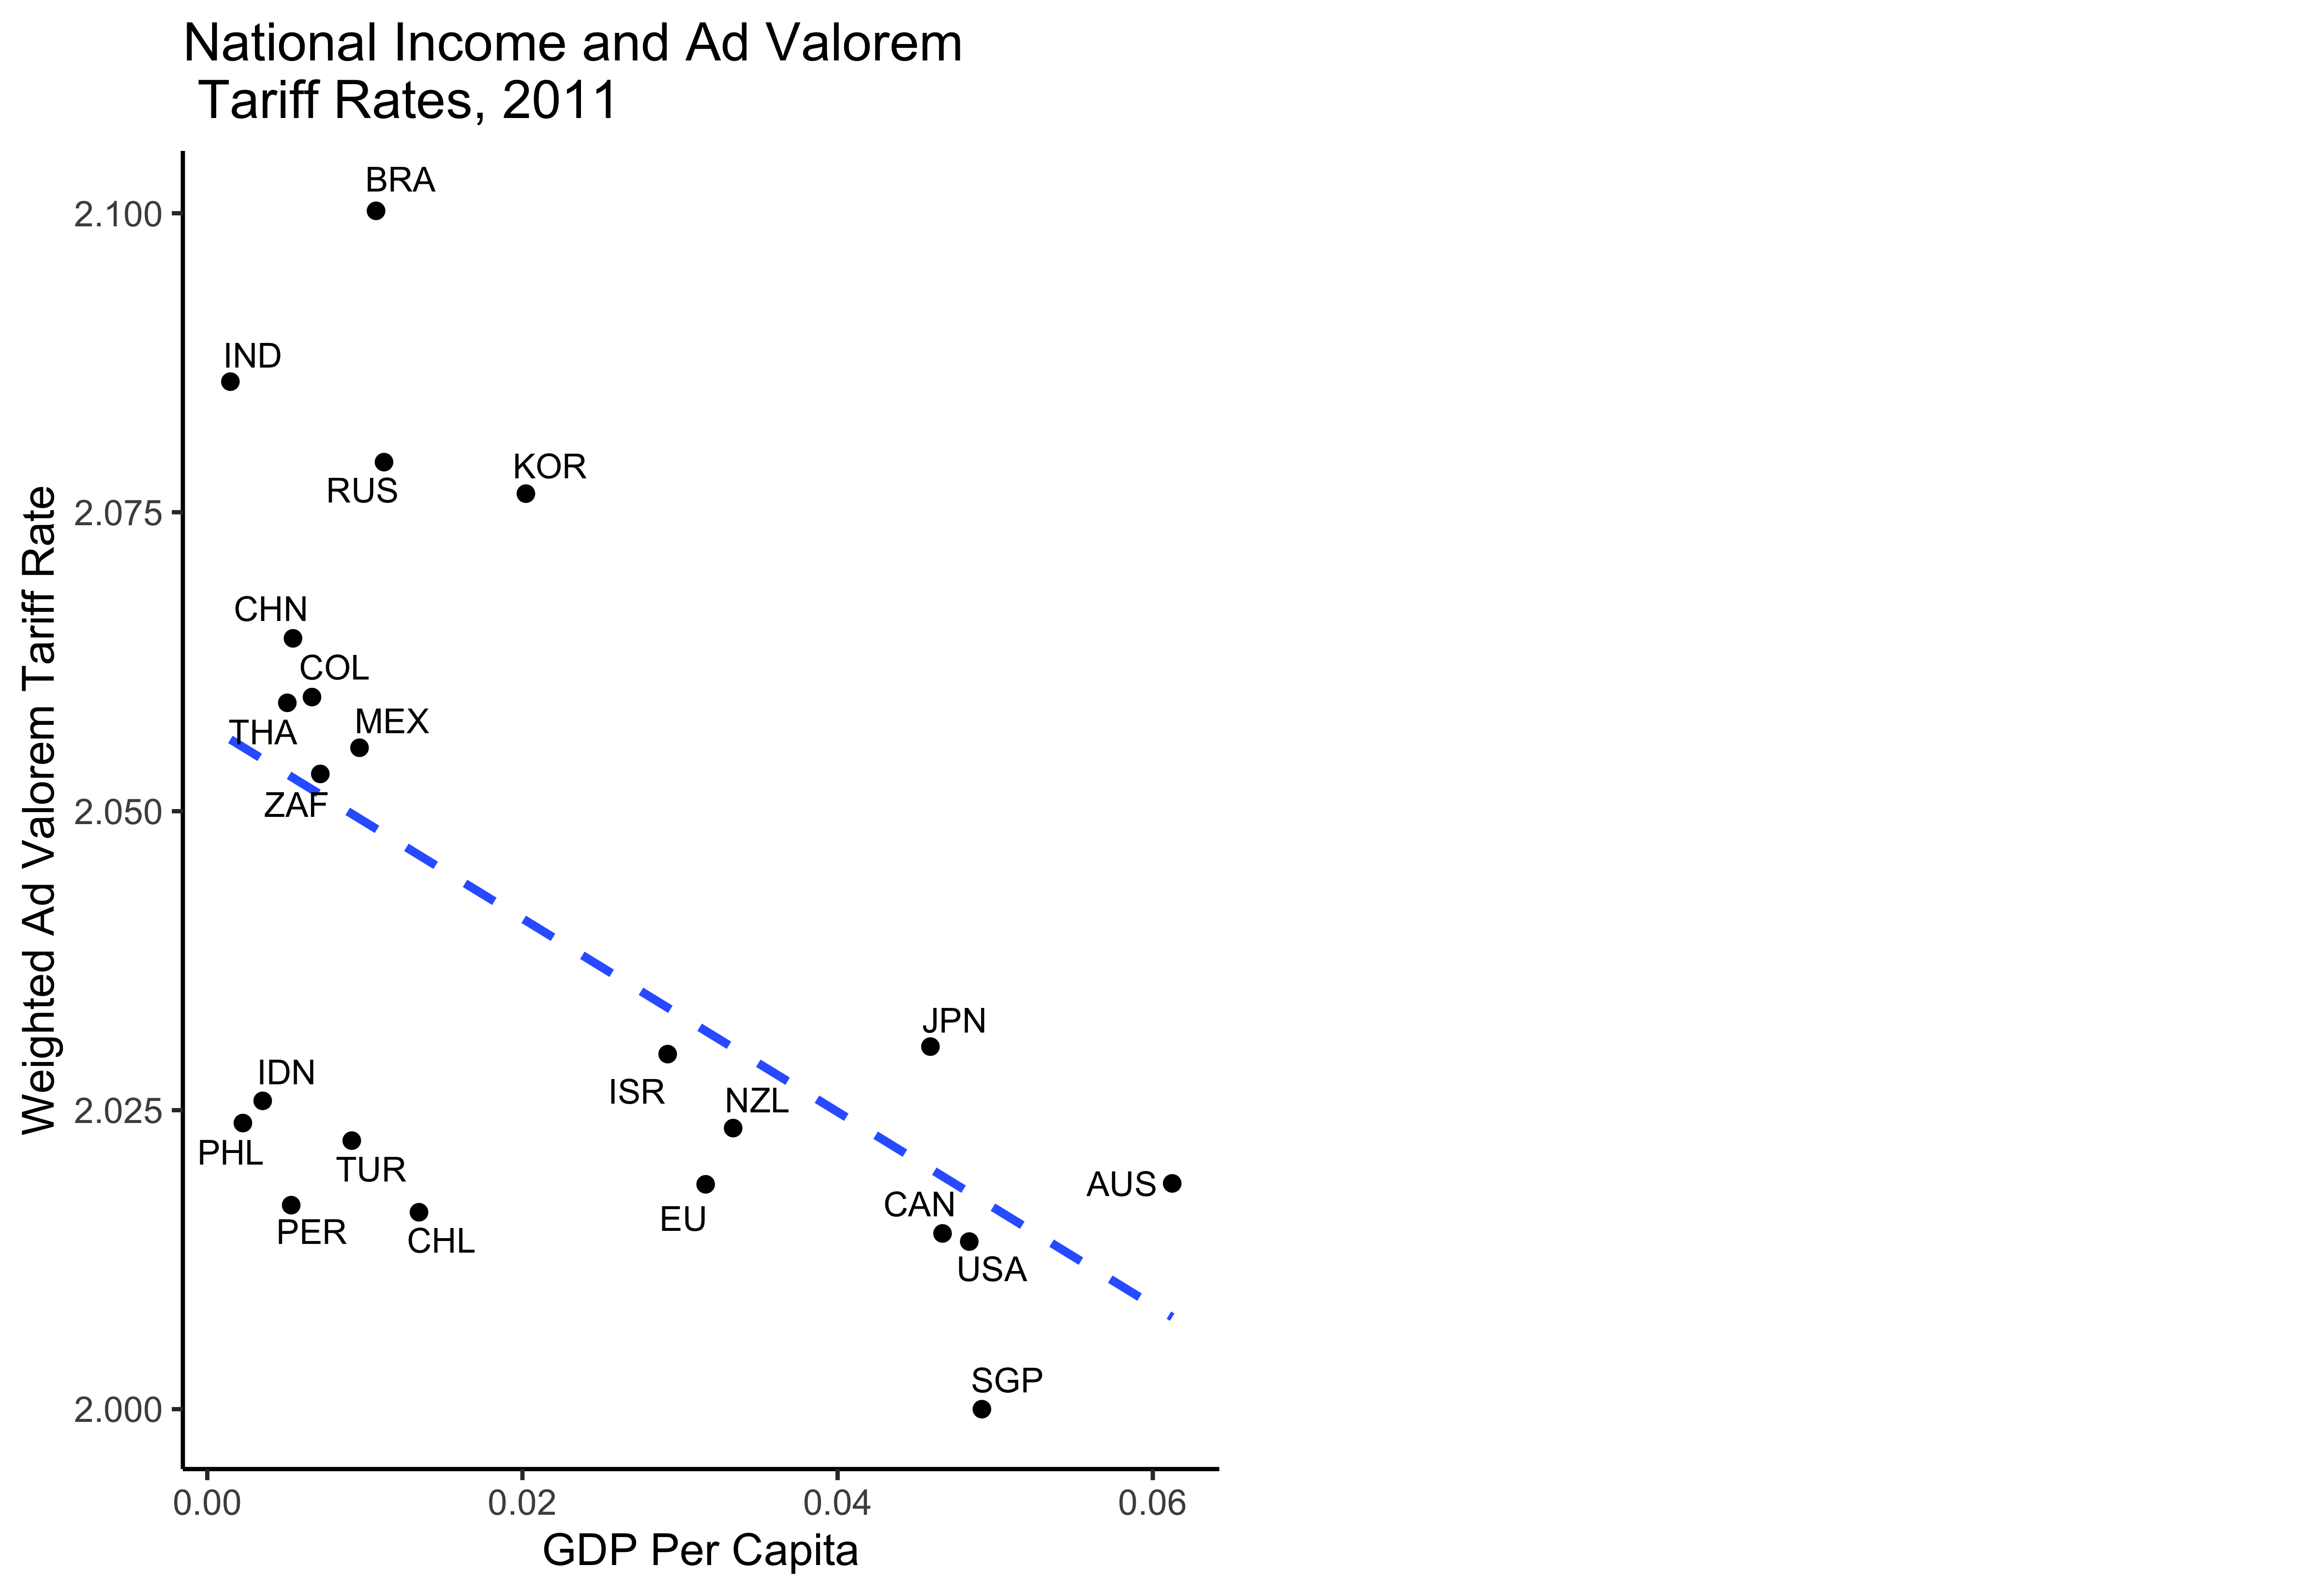 National Income and Ad Valorem
Tariff Rates, 2011
BRA
2.100
IND
KOR
RUS
2.075
CHN
COL
MEX
THA
ZAF
2.050
JPN
IDN
ISR
NZL
2.025
PHL
TUR
AUS
CAN
EU
PER
CHL
USA
SGP
2.000
Weighted Ad Valorem Tariff Rate
0.00 0.02 0.04 0.06
GDP Per Capita